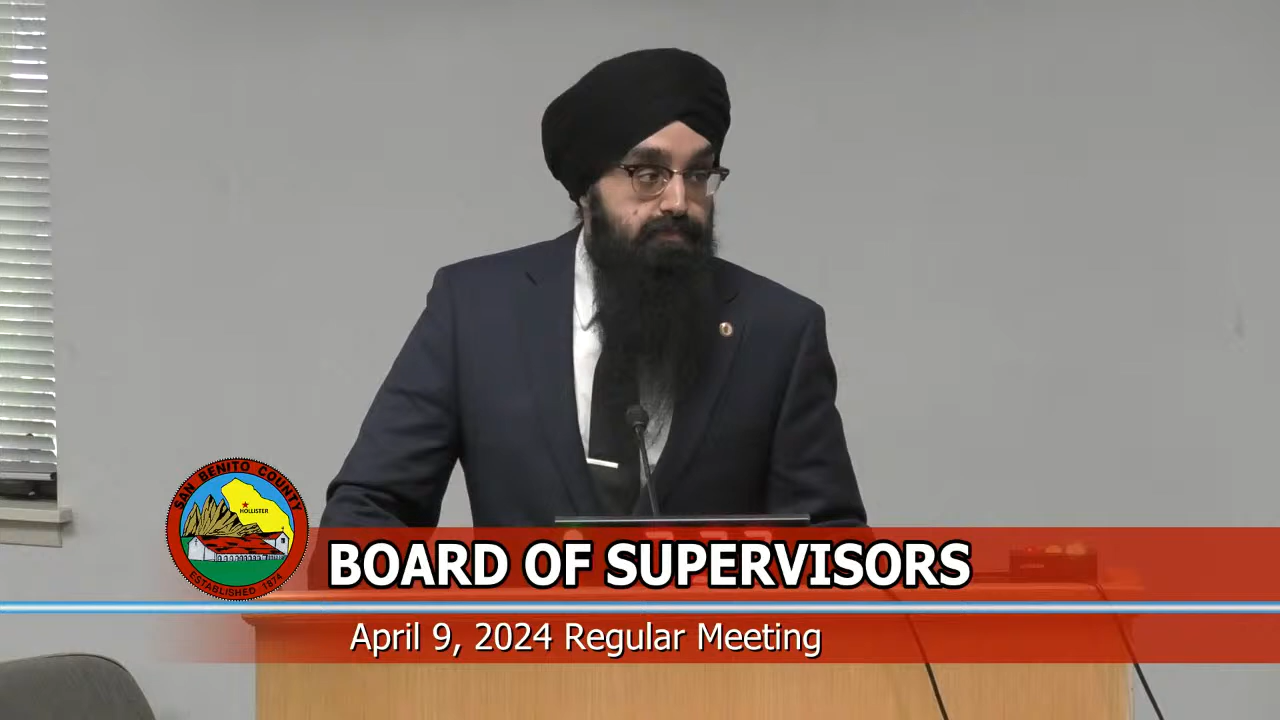 SAN BENITO COUNTY
HOLLISTER
ESTABLISHED 1874
BOARD OF SUPERVISORS
April 9, 2024 Regular Meeting